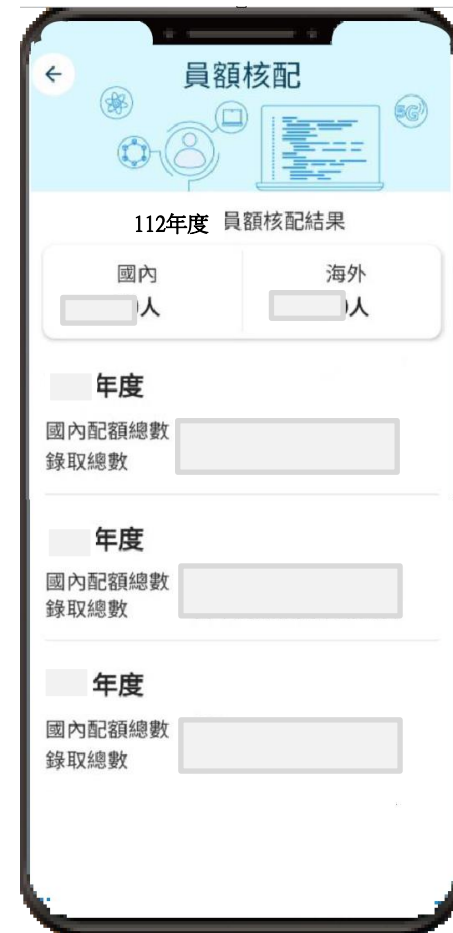 員額核配
5G
112年度 員額核配結果
國內 海外
人 人
年度
國內配額總數
錄取總數
年度
國內配額總數
錄取總數
年度
國內配額總數
錄取總數